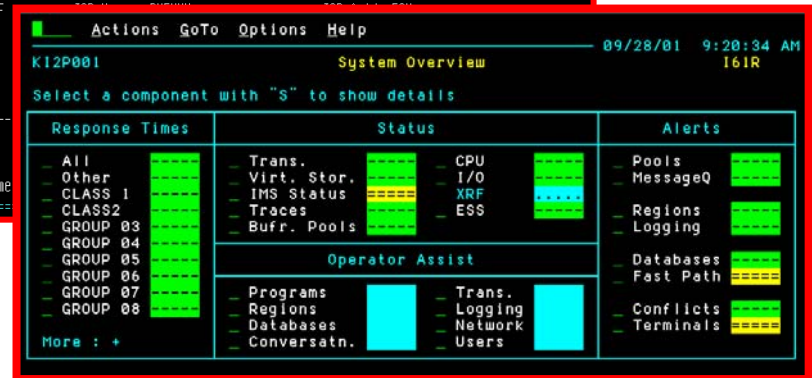 Actions GoTo Options Help
09/28/01 9:20:34 AM
KI2P001 System Overview I61R
Select a component with "S" to show details
Response Times Status Alerts
_ All ----- _ Trans. ----- _ CPU ----- _ Pools -----
_ Other ----- _ Virt. Stor. ----- _ I/O ----- _ MessageQ -----
_ CLASS 1 ----- _ IMS Status ===== XRF .....
_ CLASS2 ----- _ Traces ----- _ ESS ----- _ Regions -----
_ GROUP 03 ----- _ Bufr. Pools ----- _ Logging -----
_ GROUP 04 -----
_ GROUP 05 ----- Operator Assist _ Databases -----
_ GROUP 06 ----- _ Fast Path =====
_ GROUP 07 ----- _ Programs _ Trans.
_ GROUP 08 ----- _ Regions _ Logging _ Conflicts -----
_ Databases _ Network _ Terminals =====
More : + _ Conversatn. _ Users